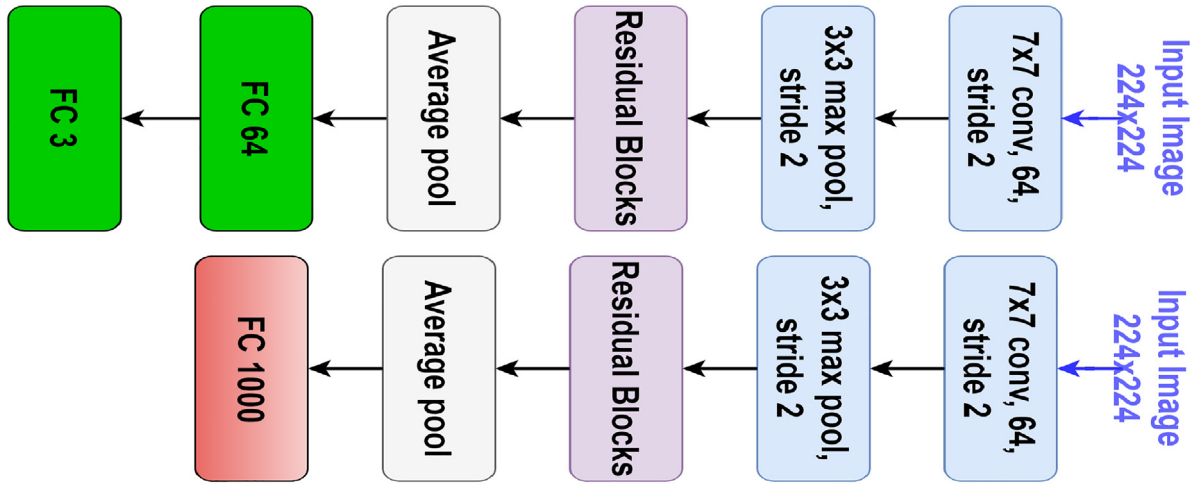 Input Image
224x224
7x7 conv, 64,
stride 2
3x3 max pool,
stride 2
Residual Blocks
Average pool
FC 64
FC 3
Input Image
224x224
7x7 conv, 64,
stride 2
3x3 max pool,
stride 2
Residual Blocks
Average pool
FC 1000